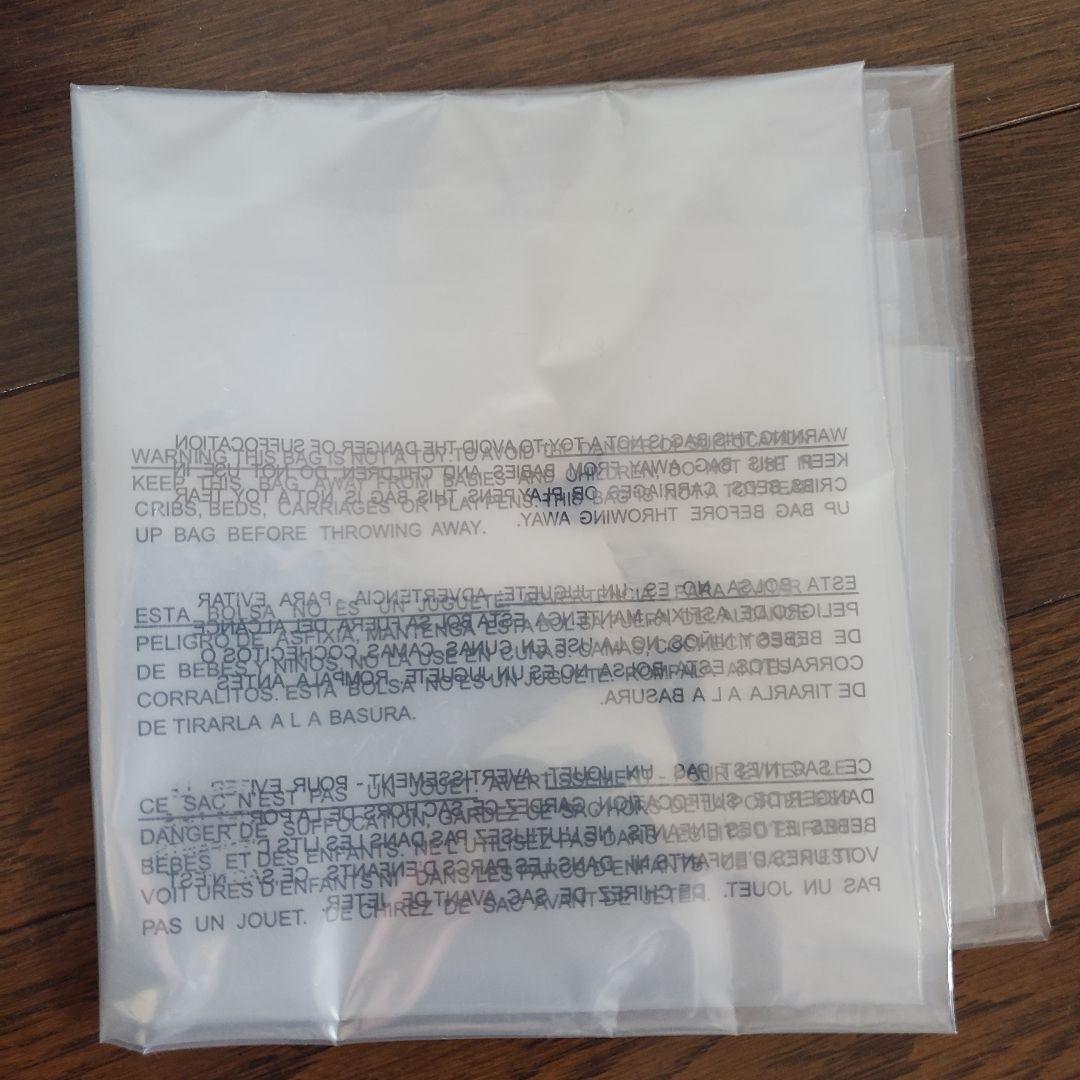 WARNING THIS BAG IS NOT A TOY TO AVOID THE DANGER OF SUFFOCATION
KEEP THIS BAG AWAY FROM BABIES AND CHILDREN, DO NOT USE IN
CRIBS, BEDS, CARRIAGES OR PLAYPENS. THIS BAG IS NOT A TOY TEAR
UP BAG BEFORE THROWING AWAY.
ESTA BOLSA NO ES UN JUGUETE ADVERTENCIA, PARA EVITAR
PELIGRO DE ASFIXIA, MANTENGA ESTA BOLSA FUERA DEL ALCANCE
DE BEBES Y NIÑOS, NO LA USE EN CUNAS CAMAS COCHECITOS O
CORRALITOS. ESTA BOLSA NO ES UN JUGUETE. ROMPALA ANTES
DE TIRARLA A L A BASURA.
CE SAC N'EST PAS UN JOUET AVERTISSEMENT - POUR
DANGER DE SUFFOCATION, GARDEZ CE SAC HORS DE LA
BEBES ET DES ENFANTS. NE L'UTILISEZ PAS DANS LES LITS
VOITURES D'ENFANTS NI DANS LES PARCS D'ENFANTS. CE SAC N'EST
PAS UN JOUET. DE CHIREZ DE SAC AVANT DE JETER.